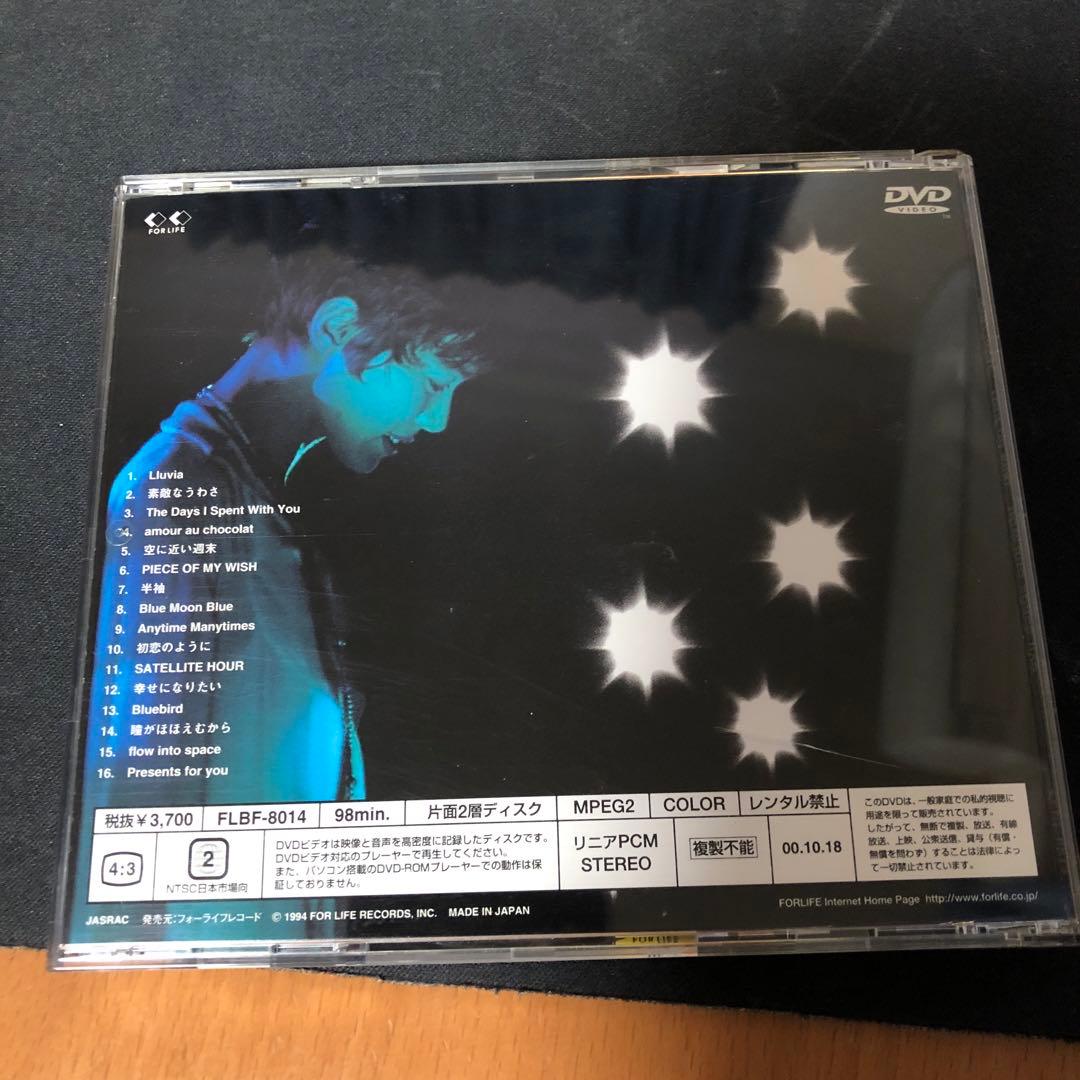 FOR LIFE
DVD
VIDEO
TM
1. Lluvia
2. 素敵なうわさ
3. The Days I Spent With You
4. amour au chocolat
5. 空に近い週末
6. PIECE OF MY WISH
7. 半袖
8. Blue Moon Blue
9. Anytime Manytimes
10. 初恋のように
11. SATELLITE HOUR
12. 幸せになりたい
13. Bluebird
14. 瞳がほほえむから
15. flow into space
16. Presents for you
税抜¥3,700 FLBF-8014 98min. 片面2層ディスク MPEG2 COLOR レンタル禁止
4:3
2
NTSC日本市場向
DVDビデオは映像と音声を高密度に記録したディスクです。
DVDビデオ対応のプレーヤーで再生してください。
また、パソコン搭載のDVD-ROMプレーヤーでの動作は保
証しておりません。
リニアPCM
STEREO
複製不能
00.10.18
このDVDは、一般家庭での私的視聴に
用途を限って販売されています。
したがって、無断で複製、放送、有線
放送、上映、公衆送信、貸与(有償・
無償を問わず)することは法律によっ
て一切禁止されています。
FORLIFE Internet Home Page http://www.forlife.co.jp/
JASRAC 発売元:フォーライフレコード © 1994 FOR LIFE RECORDS, INC. MADE IN JAPAN
FOR LIFE